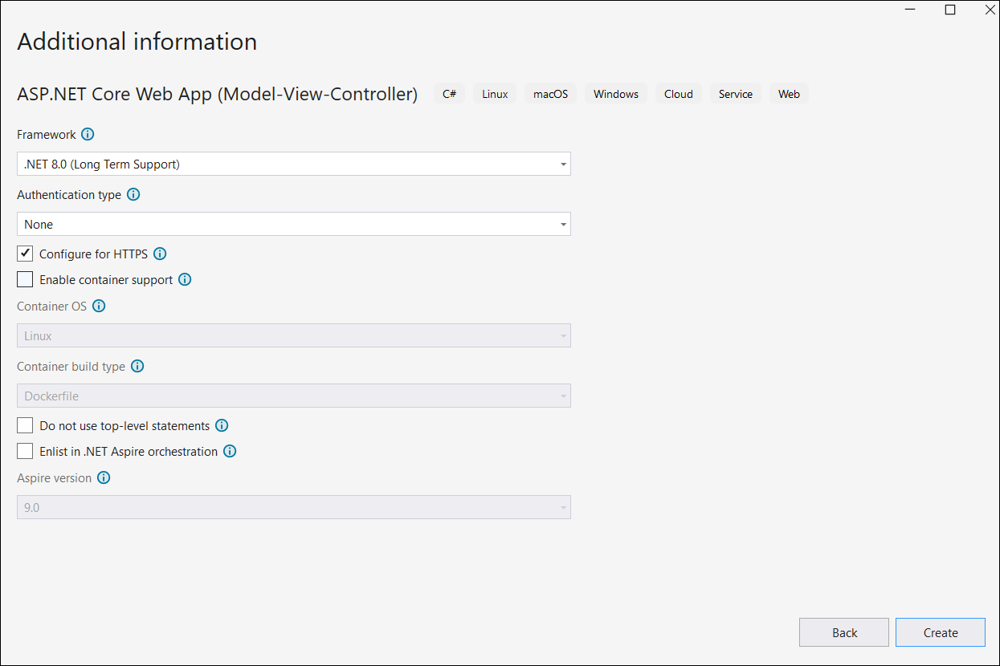 Additional information
ASP.NET Core Web App (Model-View-Controller) C# Linux macOS Windows Cloud Service Web
Framework
.NET 8.0 (Long Term Support)
Authentication type
None
Configure for HTTPS
Enable container support
Container OS
Linux
Container build type
Dockerfile
Do not use top-level statements
Enlist in .NET Aspire orchestration
Aspire version
9.0
Back Create